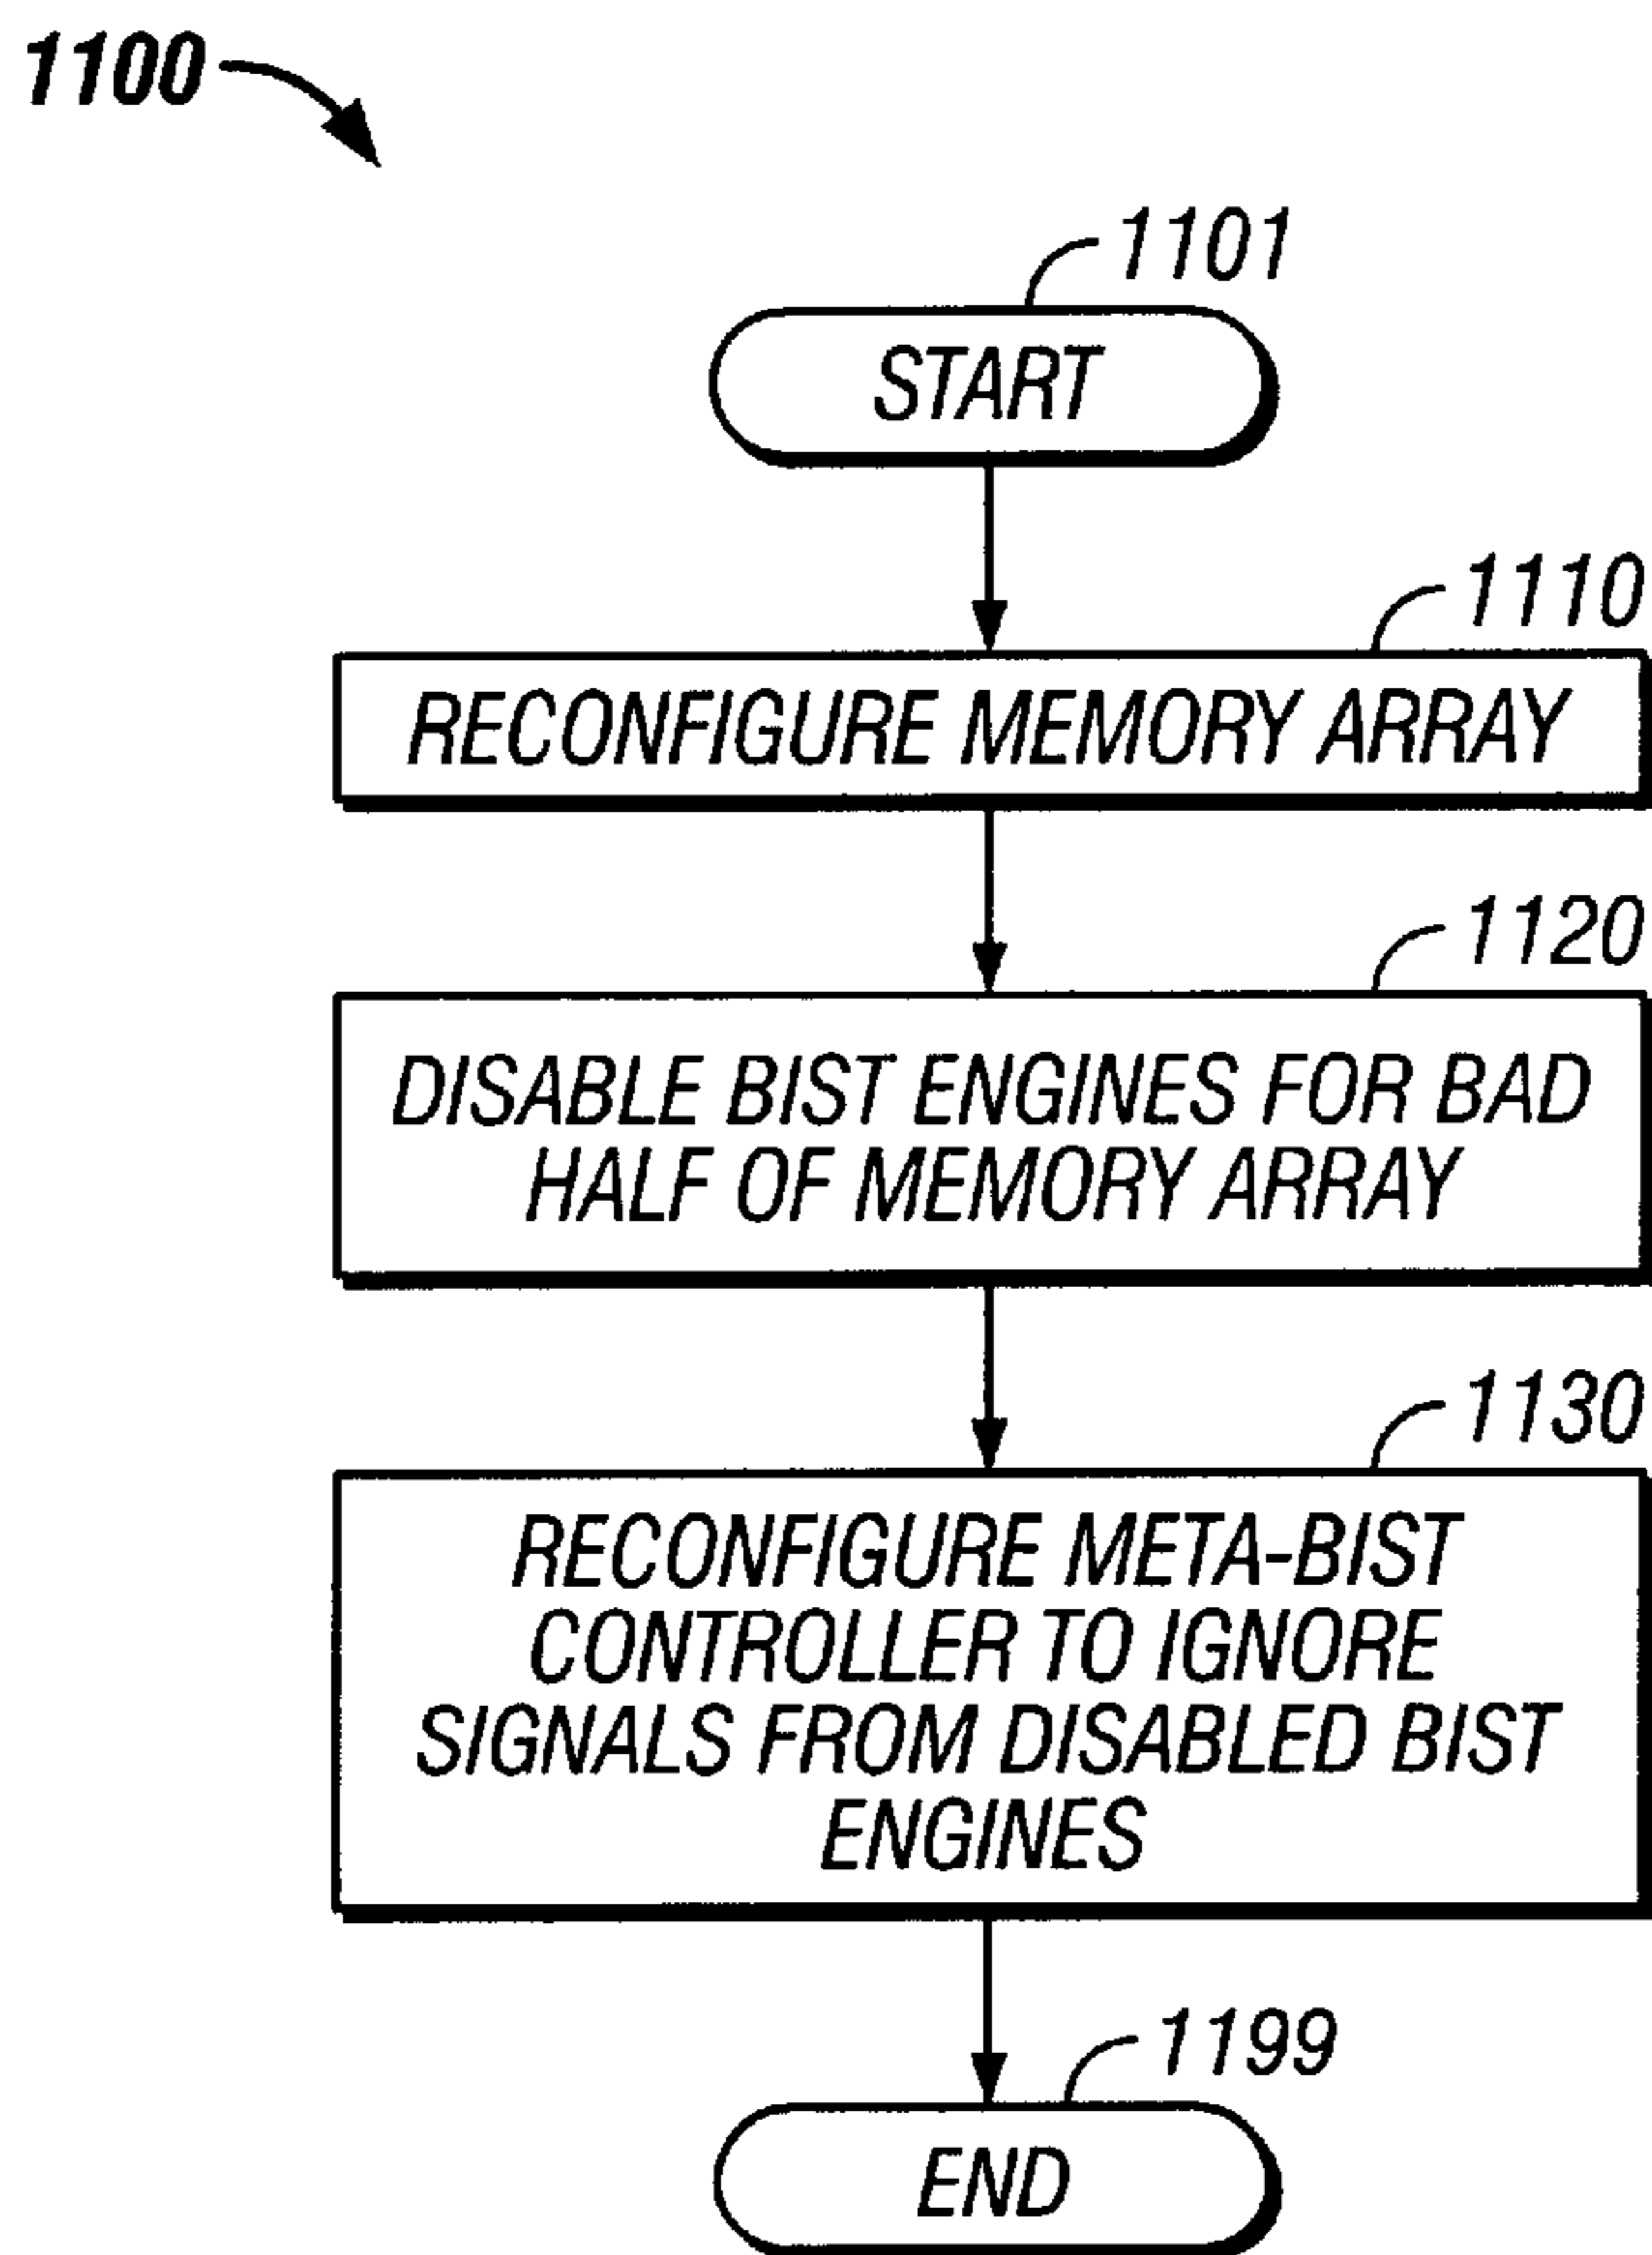 1100
1101
START
1110
RECONFIGURE MEMORY ARRAY
1120
DISABLE BIST ENGINES FOR BAD
HALF OF MEMORY ARRAY
1130
RECONFIGURE META-BIST
CONTROLLER TO IGNORE
SIGNALS FROM DISABLED BIST
ENGINES
1199
END